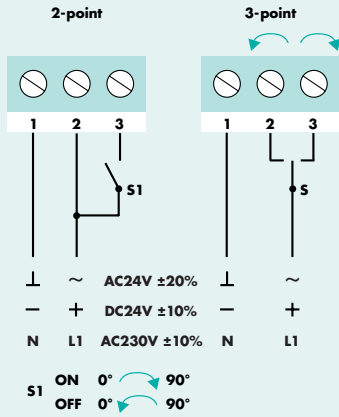 2-point 3-point
1 2 3 1 2 3
S1 S
⊥ ~ AC24V ±20% ⊥ ~
− + DC24V ±10% − +
N L1 AC230V ±10% N L1
S1 ON 0° 90°
OFF 0° 90°